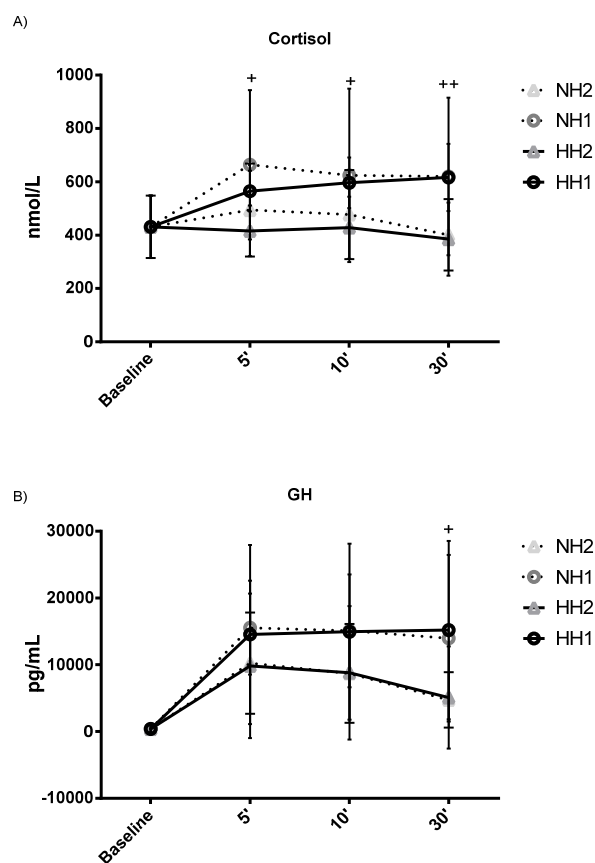 A)
Cortisol
nmol/L
1000
800
600
400
200
0
+
+
++
Baseline
5'
10'
30'
NH2
NH1
HH2
HH1
B)
GH
pg/mL
30000
20000
10000
0
-10000
+
Baseline
5'
10'
30'
NH2
NH1
HH2
HH1